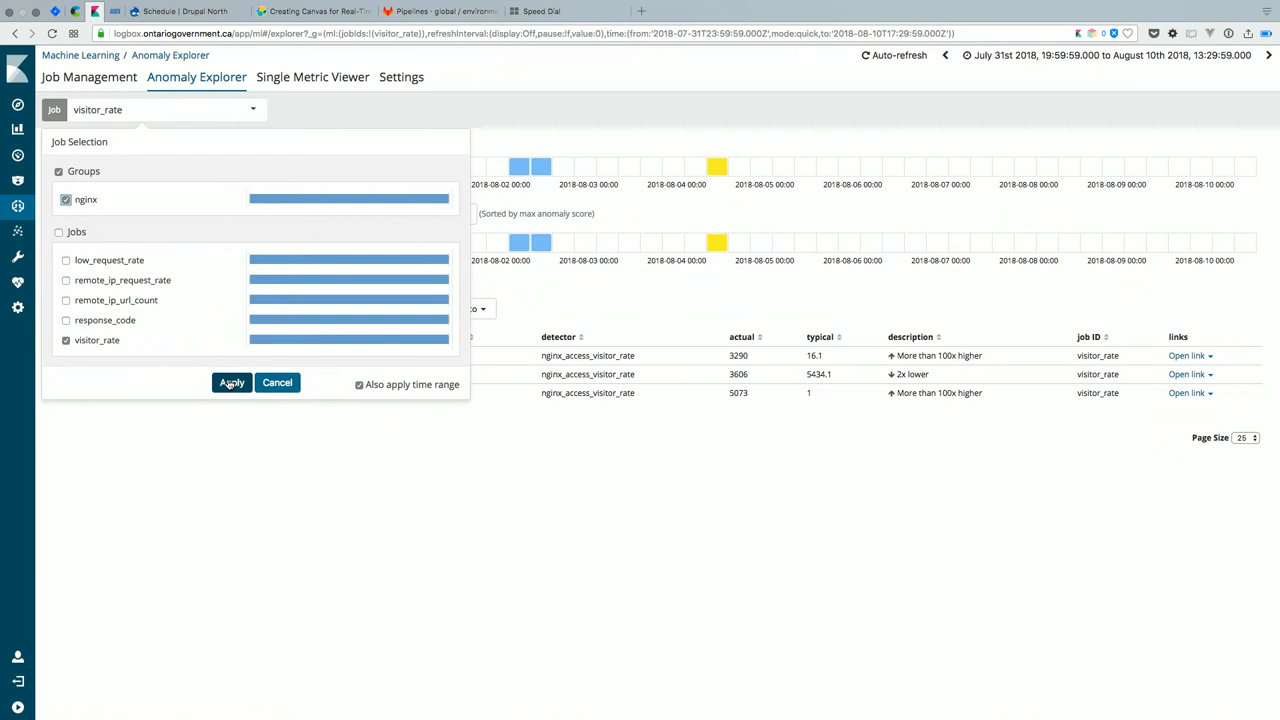 Schedule | Drupal North
Creating Canvas for Real-Tim
Pipelines - global / environm
Speed Dial
logbox.ontariogovernment.ca/app/ml#/explorer?_g=(ml:(jobIds:!(visitor_rate)),refreshInterval:(display:Off,pause:!f,value:0),time:(from:'2018-07-31T23:59:59.000Z',mode:quick,to:'2018-08-10T17:29:59.000Z'))
Machine Learning / Anomaly Explorer
Auto-refresh July 31st 2018, 19:59:59.000 to August 10th 2018, 13:29:59.000
Job Management Anomaly Explorer Single Metric Viewer Settings
Job visitor_rate
Job Selection
Groups
nginx
Jobs
low_request_rate
remote_ip_request_rate
remote_ip_url_count
response_code
visitor_rate
Apply Cancel Also apply time range
2018-08-02 00:00 2018-08-03 00:00 2018-08-04 00:00 2018-08-05 00:00 2018-08-06 00:00 2018-08-07 00:00 2018-08-08 00:00 2018-08-09 00:00 2018-08-10 00:00
(Sorted by max anomaly score)
-08-02 00:00 2018-08-03 00:00 2018-08-04 00:00 2018-08-05 00:00 2018-08-06 00:00 2018-08-07 00:00 2018-08-08 00:00 2018-08-09 00:00 2018-08-10 00:00
to
detector actual typical description job ID links
nginx_access_visitor_rate 3290 16.1 More than 100x higher visitor_rate Open link
nginx_access_visitor_rate 3606 5434.1 2x lower visitor_rate Open link
nginx_access_visitor_rate 5073 1 More than 100x higher visitor_rate Open link
Page Size 25